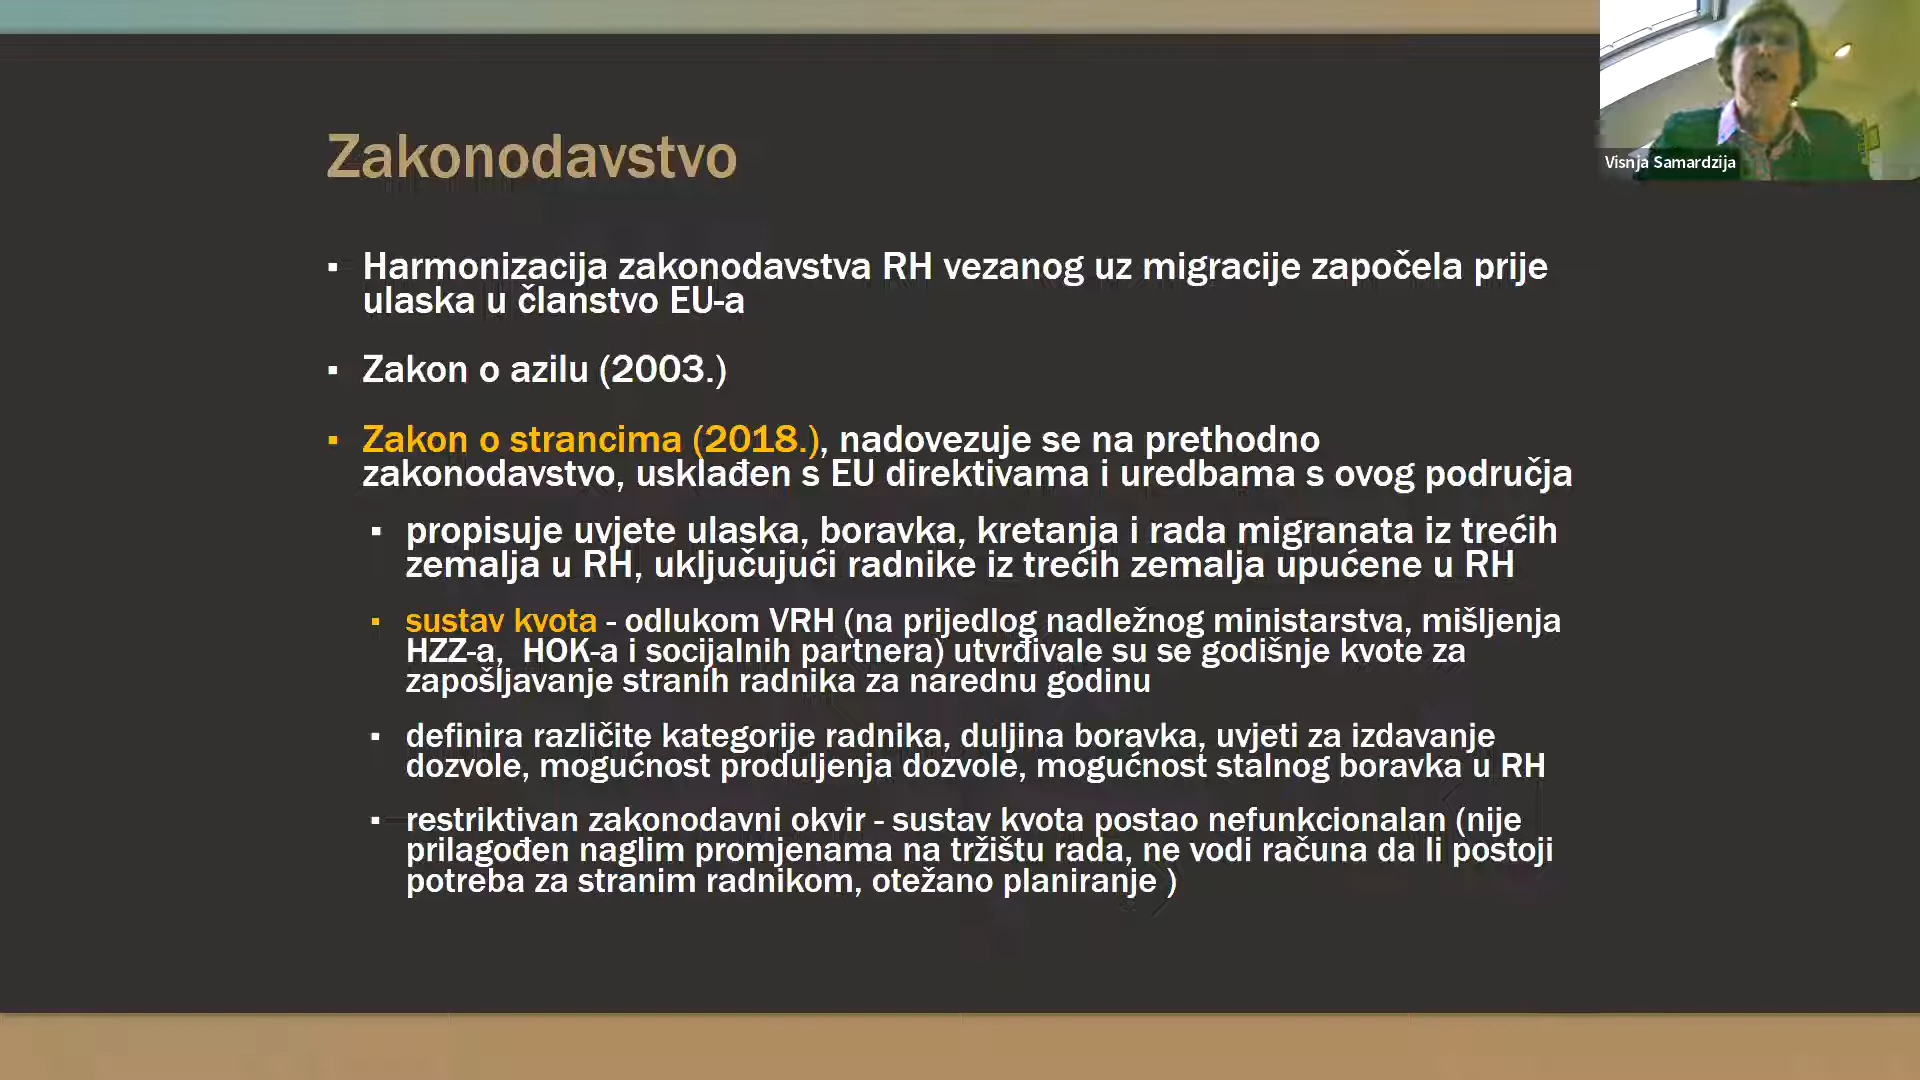 Zakonodavstvo
Visnja Samardzija
▪ Harmonizacija zakonodavstva RH vezanog uz migracije započela prije
ulaska u članstvo EU-a
▪ Zakon o azilu (2003.)
▪ Zakon o strancima (2018.), nadovezuje se na prethodno
zakonodavstvo, usklađen s EU direktivama i uredbama s ovog područja
▪ propisuje uvjete ulaska, boravka, kretanja i rada migranata iz trećih
zemalja u RH, uključujući radnike iz trećih zemalja upućene u RH
▪ sustav kvota - odlukom VRH (na prijedlog nadležnog ministarstva, mišljenja
HZZ-a,  HOK-a i socijalnih partnera) utvrđivale su se godišnje kvote za
zapošljavanje stranih radnika za narednu godinu
▪ definira različite kategorije radnika, duljina boravka, uvjeti za izdavanje
dozvole, mogućnost produljenja dozvole, mogućnost stalnog boravka u RH
▪ restriktivan zakonodavni okvir - sustav kvota postao nefunkcionalan (nije
prilagođen naglim promjenama na tržištu rada, ne vodi računa da li postoji
potreba za stranim radnikom, otežano planiranje )